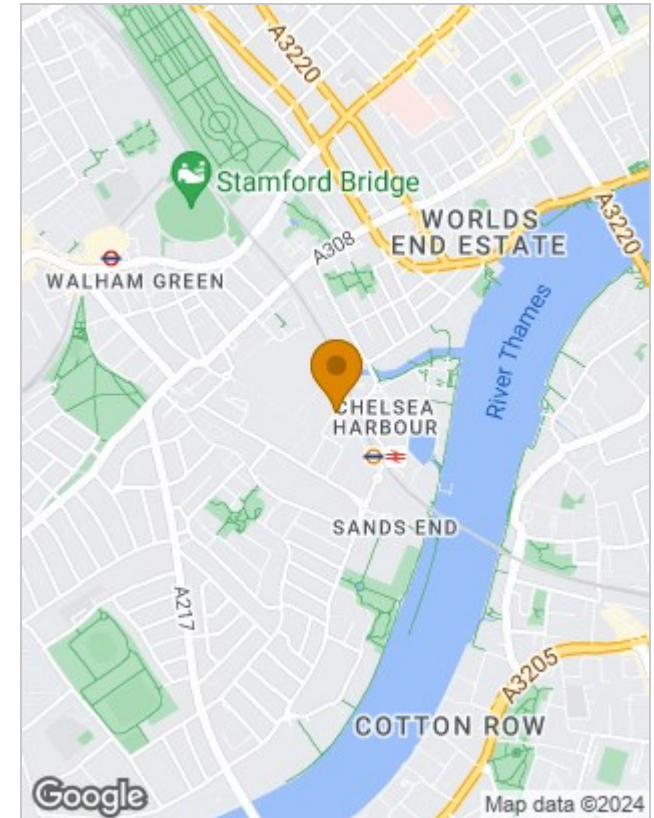 A3220
Stamford Bridge
WORLDS
END ESTATE
A3220
A308
WALHAM GREEN
River Thames
CHELSEA
HARBOUR
SANDS END
A217
A3205
COTTON ROW
Google
Map data ©2024